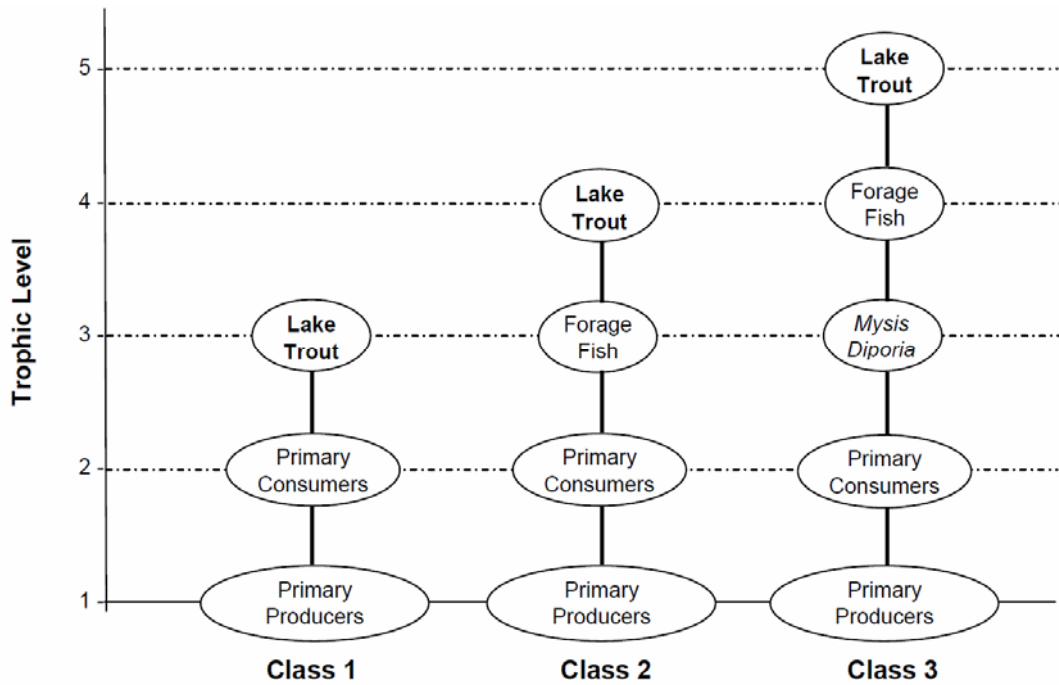 Trophic Level
5
4
3
2
1
Lake
Trout
Primary
Consumers
Primary
Producers
Class 1
Lake
Trout
Forage
Fish
Primary
Consumers
Primary
Producers
Class 2
Lake
Trout
Forage
Fish
Mysis
Diporia
Primary
Consumers
Primary
Producers
Class 3